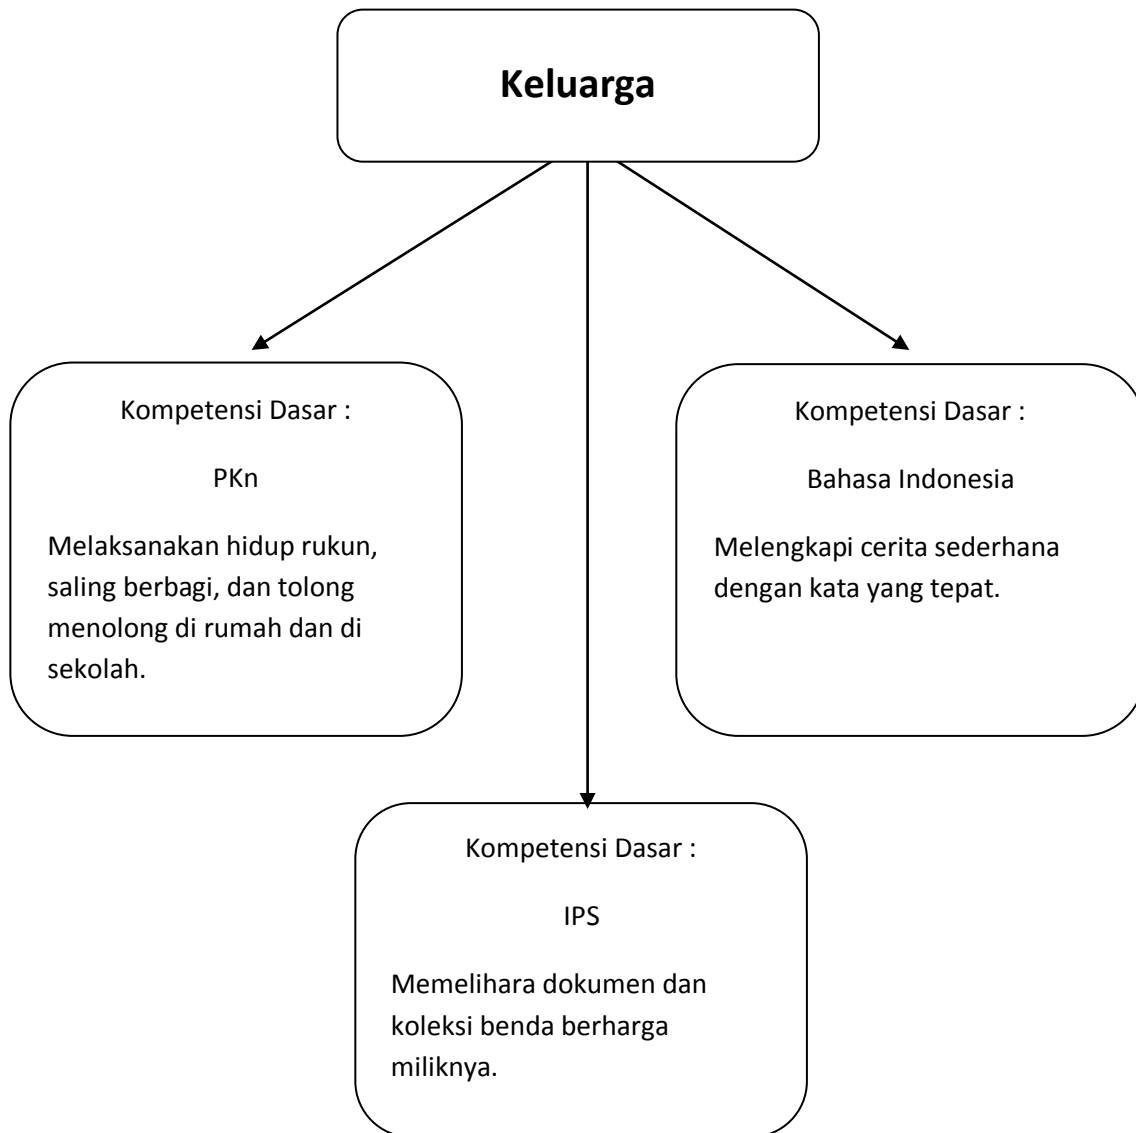 Keluarga
Kompetensi Dasar :
PKn
Melaksanakan hidup rukun,
saling berbagi, dan tolong
menolong di rumah dan di
sekolah.
Kompetensi Dasar :
Bahasa Indonesia
Melengkapi cerita sederhana
dengan kata yang tepat.
Kompetensi Dasar :
IPS
Memelihara dokumen dan
koleksi benda berharga
miliknya.